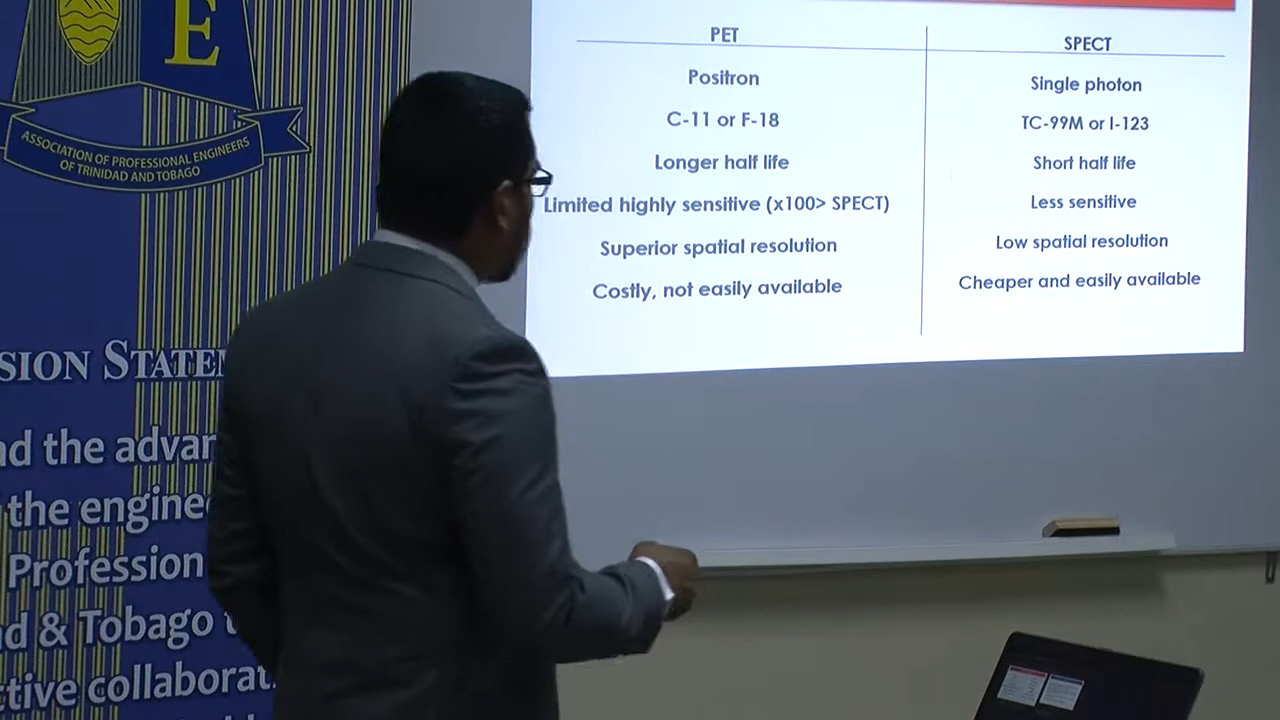 E
ASSOCIATION OF PROFESSIONAL ENGINEERS
OF TRINIDAD AND TOBAGO
SION STATEM
nd the advan
the enginee
Profession
nd & Tobago t
ctive collaborat
PET
SPECT
Positron
Single photon
C-11 or F-18
TC-99M or I-123
Longer half life
Short half life
Limited highly sensitive (x100> SPECT)
Less sensitive
Superior spatial resolution
Low spatial resolution
Costly, not easily available
Cheaper and easily available